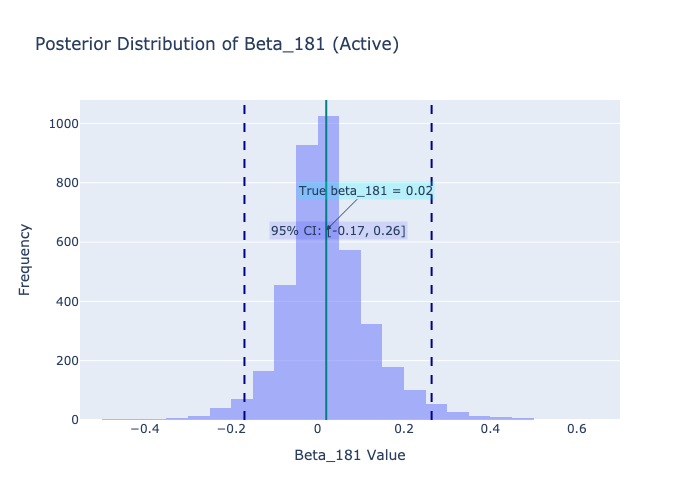 Posterior Distribution of Beta_181 (Active)
1000
800
600
400
200
0
True beta_181 = 0.02
95% CI: [-0.17, 0.26]
−0.4
−0.2
0
0.2
0.4
0.6
Beta_181 Value
Frequency